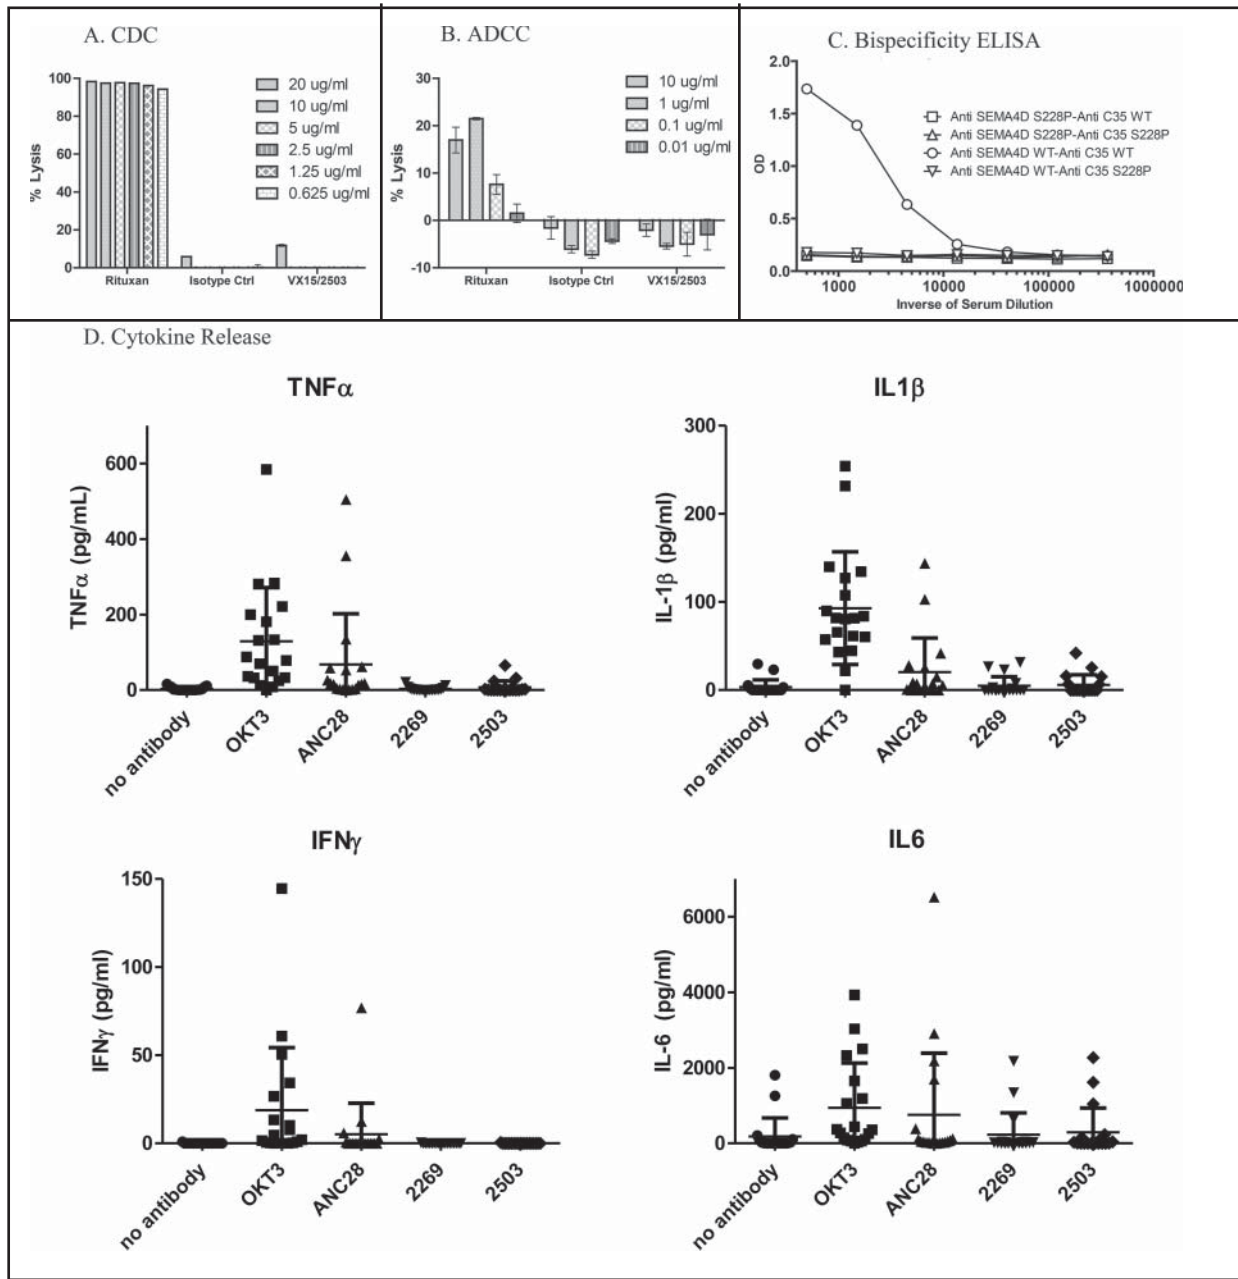 A. CDC
% Lysis
100
80
60
40
20
0
20 ug/ml
10 ug/ml
5 ug/ml
2.5 ug/ml
1.25 ug/ml
0.625 ug/ml
Rituxan
Isotype Ctrl
VX15/2503
B. ADCC
% Lysis
30
20
10
0
-10
10 ug/ml
1 ug/ml
0.1 ug/ml
0.01 ug/ml
Rituxan
Isotype Ctrl
VX15/2503
C. Bispecificity ELISA
OD
2.0
1.5
1.0
0.5
0.0
Anti SEMA4D S228P-Anti C35 WT
Anti SEMA4D S228P-Anti C35 S228P
Anti SEMA4D WT-Anti C35 WT
Anti SEMA4D WT-Anti C35 S228P
1000
10000
100000
1000000
Inverse of Serum Dilution
D. Cytokine Release
TNFα
TNFα (pg/mL)
600
400
200
0
no antibody
OKT3
ANC28
2269
2503
IL1β
IL-1β (pg/ml)
300
200
100
0
no antibody
OKT3
ANC28
2269
2503
IFNγ
IFNγ (pg/ml)
150
100
50
0
no antibody
OKT3
ANC28
2269
2503
IL6
IL-6 (pg/ml)
6000
4000
2000
0
no antibody
OKT3
ANC28
2269
2503